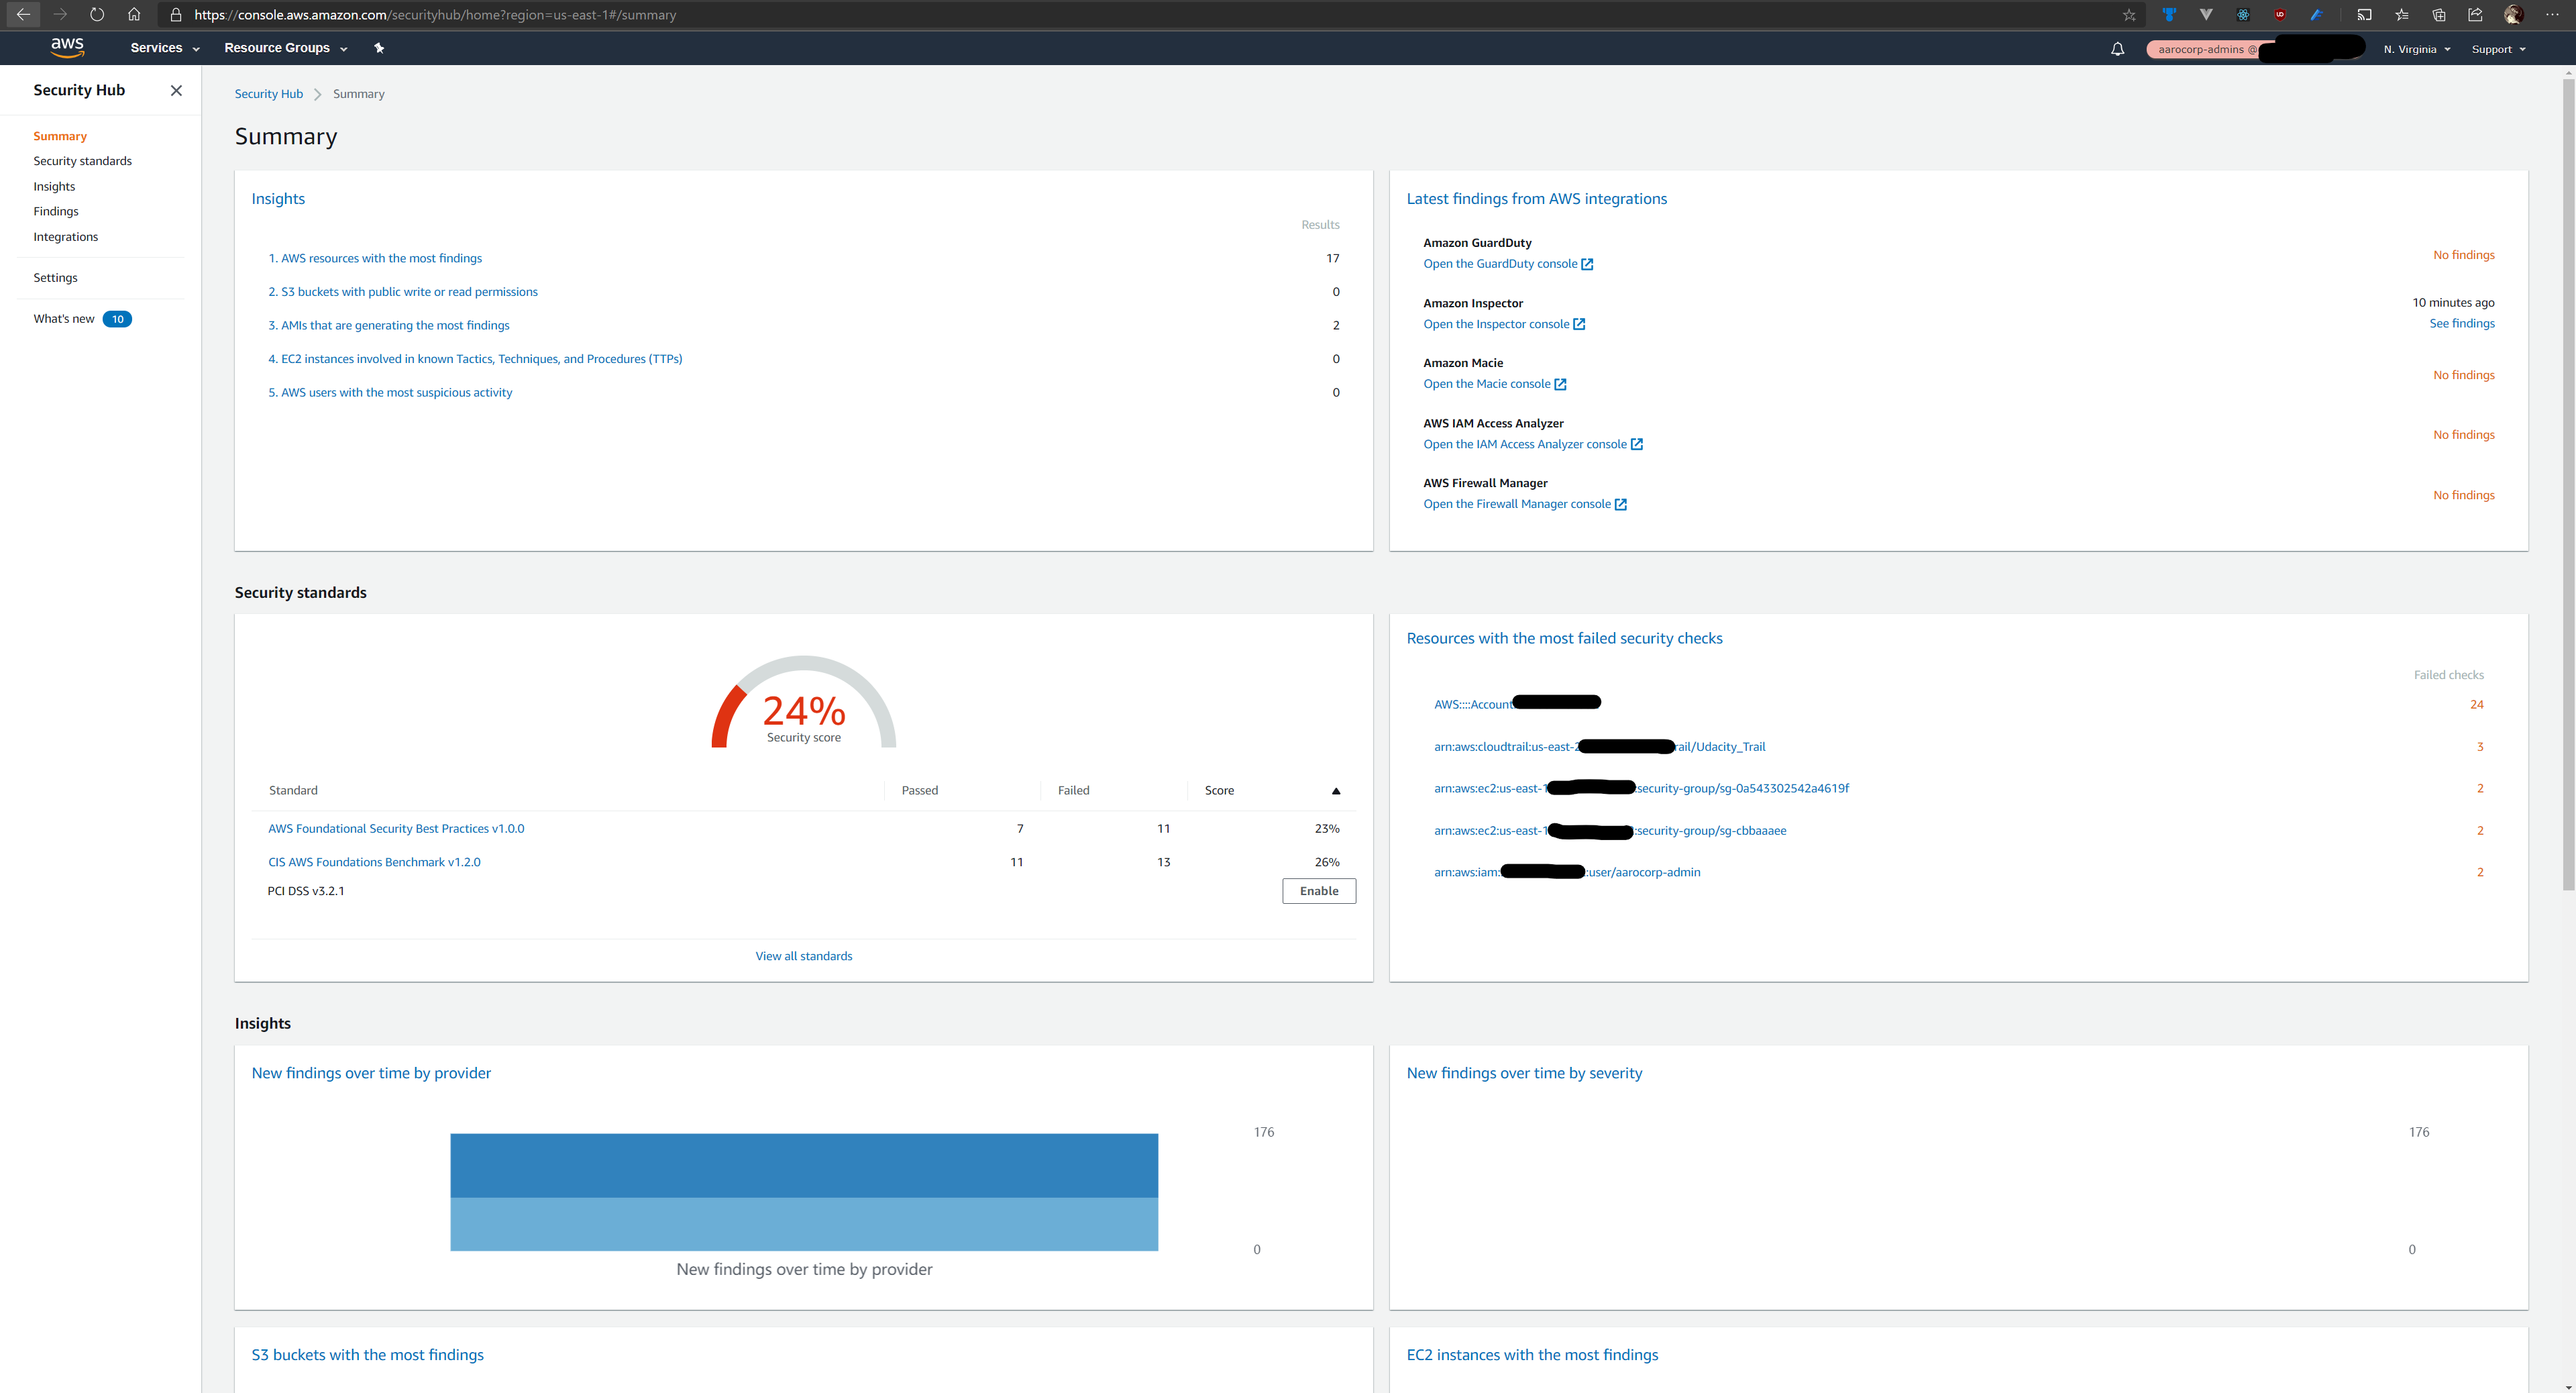 https://console.aws.amazon.com/securityhub/home?region=us-east-1#/summary
aws
Services
Resource Groups
aarocorp-admins @
N. Virginia
Support
Security Hub
Summary
Security standards
Insights
Findings
Integrations
Settings
What's new 10
Security Hub
Summary
Summary
Insights
Results
1. AWS resources with the most findings 17
2. S3 buckets with public write or read permissions 0
3. AMIs that are generating the most findings 2
4. EC2 instances involved in known Tactics, Techniques, and Procedures (TTPs) 0
5. AWS users with the most suspicious activity 0
Latest findings from AWS integrations
Amazon GuardDuty
Open the GuardDuty console
No findings
Amazon Inspector
Open the Inspector console
10 minutes ago
See findings
Amazon Macie
Open the Macie console
No findings
AWS IAM Access Analyzer
Open the IAM Access Analyzer console
No findings
AWS Firewall Manager
Open the Firewall Manager console
No findings
Security standards
24%
Security score
Standard Passed Failed Score
AWS Foundational Security Best Practices v1.0.0 7 11 23%
CIS AWS Foundations Benchmark v1.2.0 11 13 26%
PCI DSS v3.2.1 Enable
View all standards
Resources with the most failed security checks
Failed checks
AWS::::Account 24
arn:aws:cloudtrail:us-east-2 rail/Udacity_Trail 3
arn:aws:ec2:us-east-1 :security-group/sg-0a543302542a4619f 2
arn:aws:ec2:us-east-1 :security-group/sg-cbbaaaee 2
arn:aws:iam: :user/aarocorp-admin 2
Insights
New findings over time by provider
176
0
New findings over time by provider
New findings over time by severity
176
0
S3 buckets with the most findings
EC2 instances with the most findings